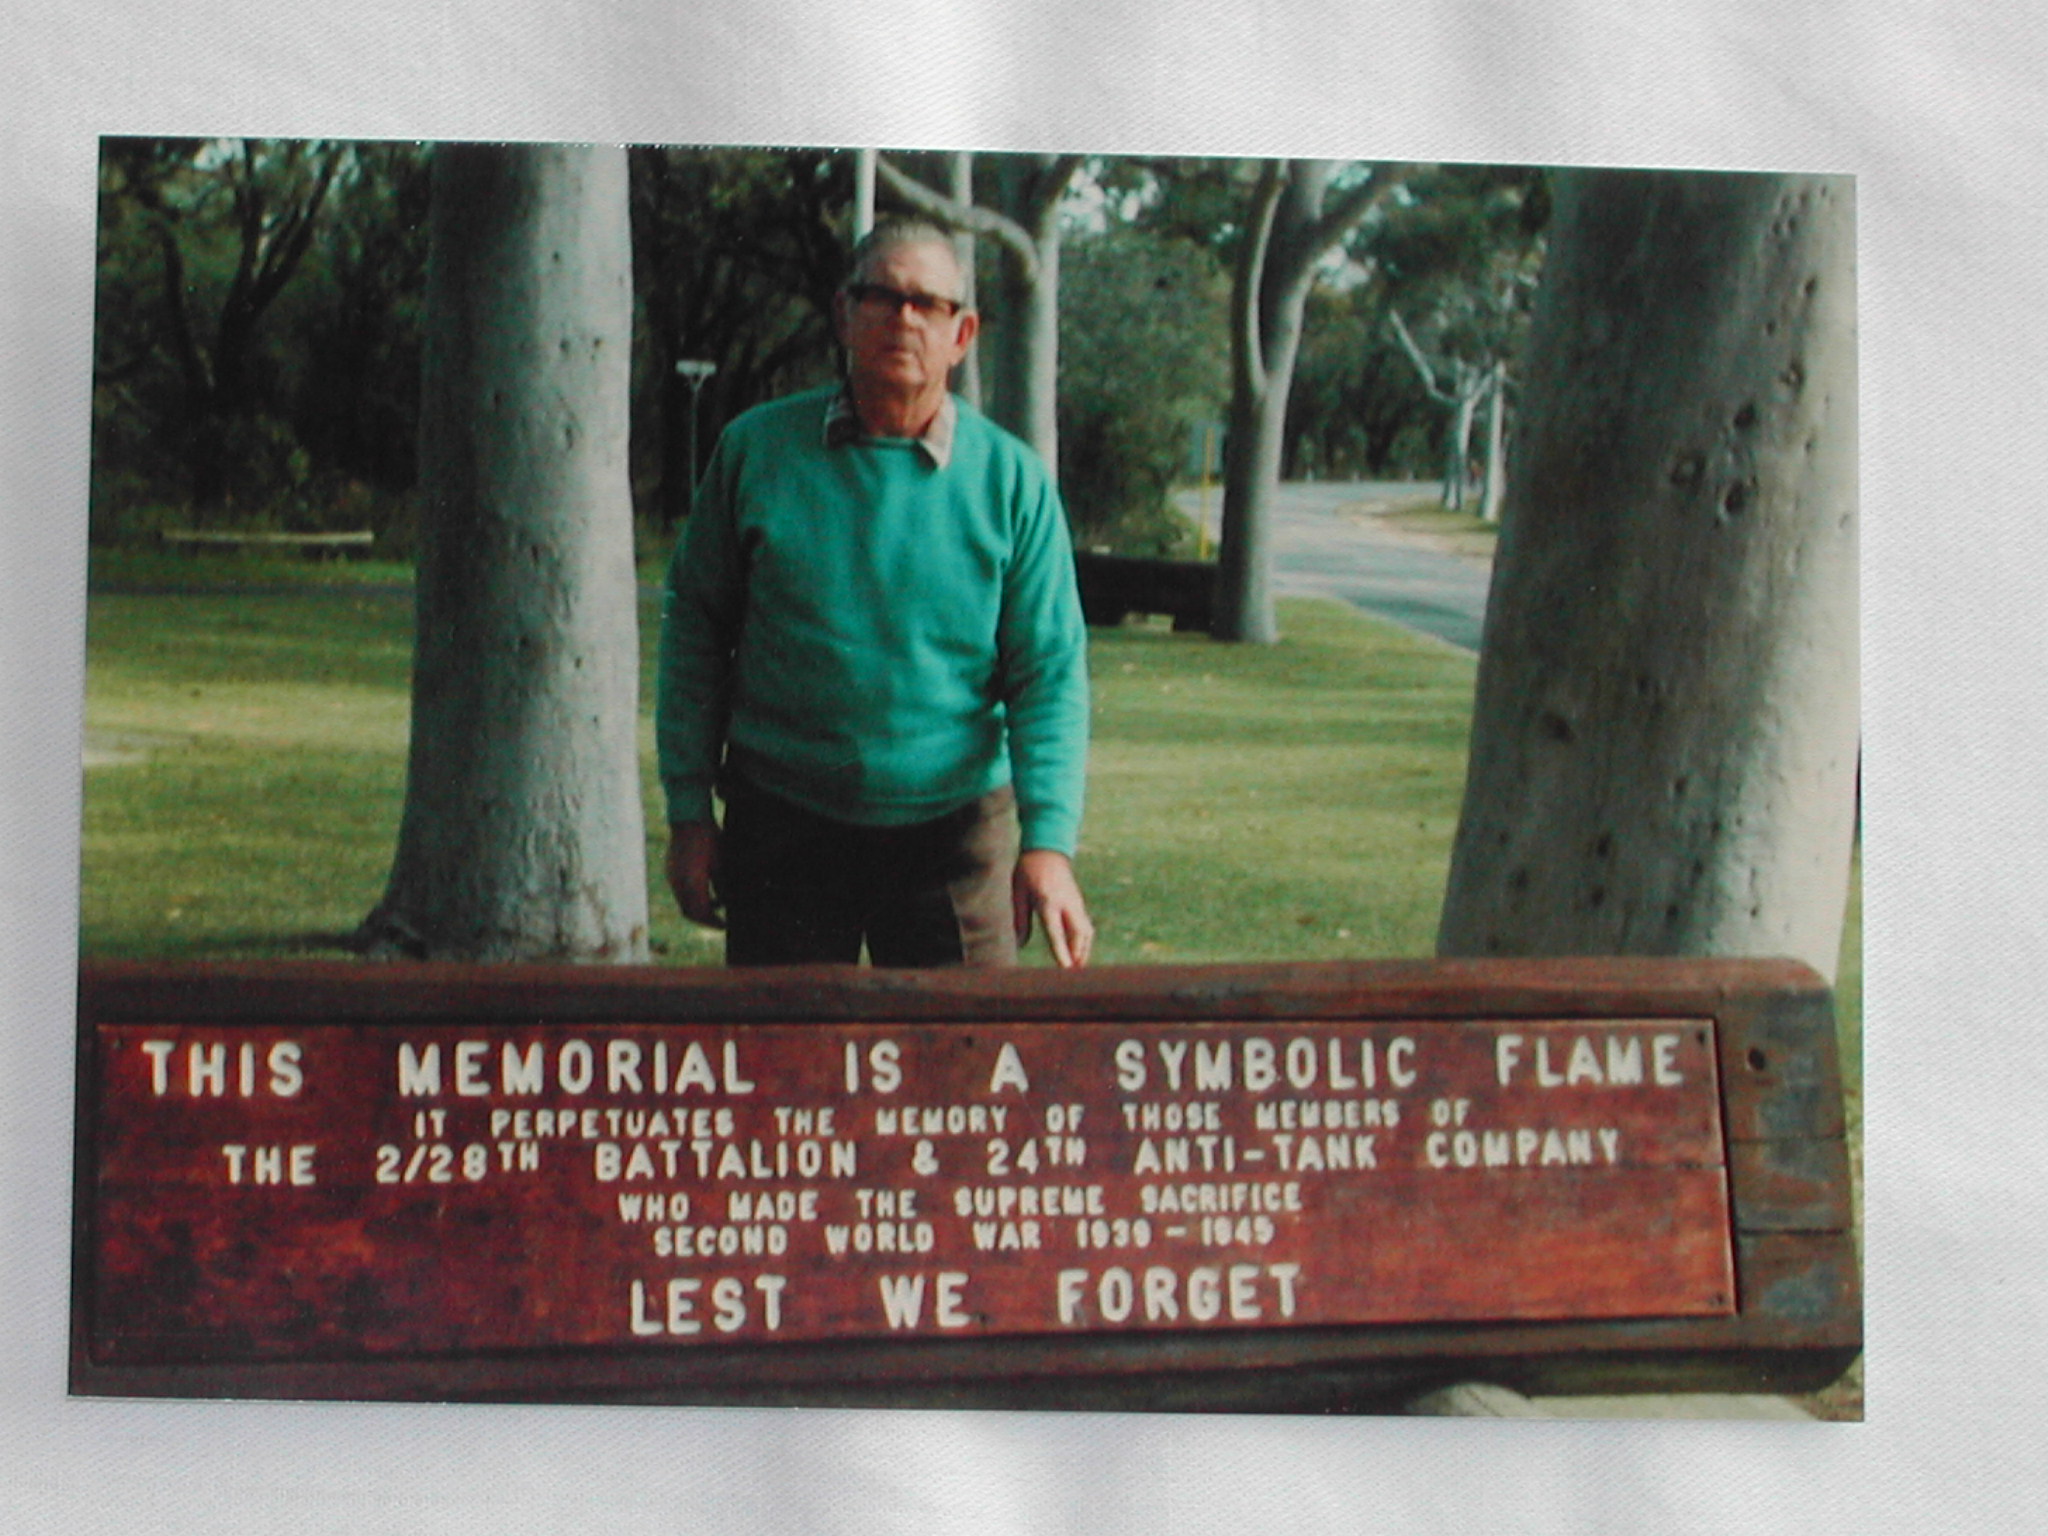 THIS MEMORIAL IS A SYMBOLIC FLAME
IT PERPETUATES THE MEMORY OF THOSE MEMBERS OF
THE 2/28TH BATTALION & 24TH ANTI-TANK COMPANY
WHO MADE THE SUPREME SACRIFICE
SECOND WORLD WAR 1939-1945
LEST WE FORGET